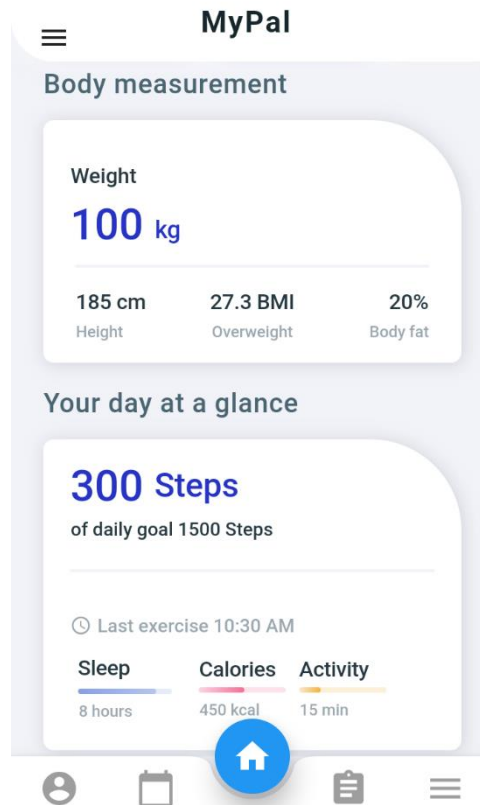 MyPal
Body measurement
Weight
100 kg
185 cm 27.3 BMI 20%
Height Overweight Body fat
Your day at a glance
300 Steps
of daily goal 1500 Steps
Last exercise 10:30 AM
Sleep Calories Activity
8 hours 450 kcal 15 min